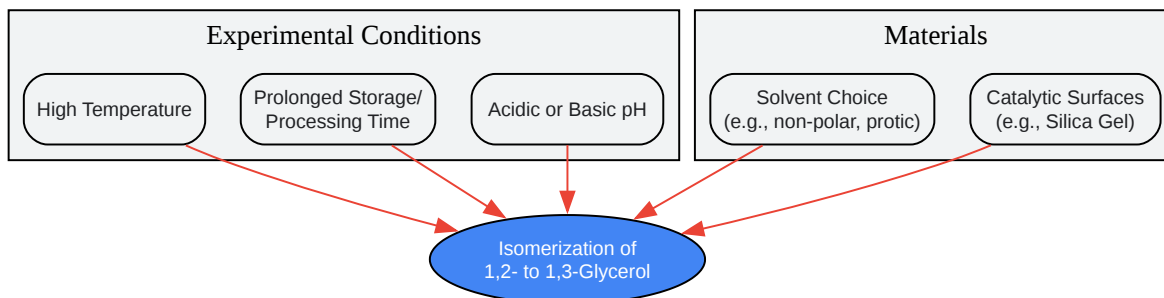 Experimental Conditions
Materials
High Temperature
Prolonged Storage/
Processing Time
Acidic or Basic pH
Solvent Choice
(e.g., non-polar, protic)
Catalytic Surfaces
(e.g., Silica Gel)
Isomerization of
1,2- to 1,3-Glycerol